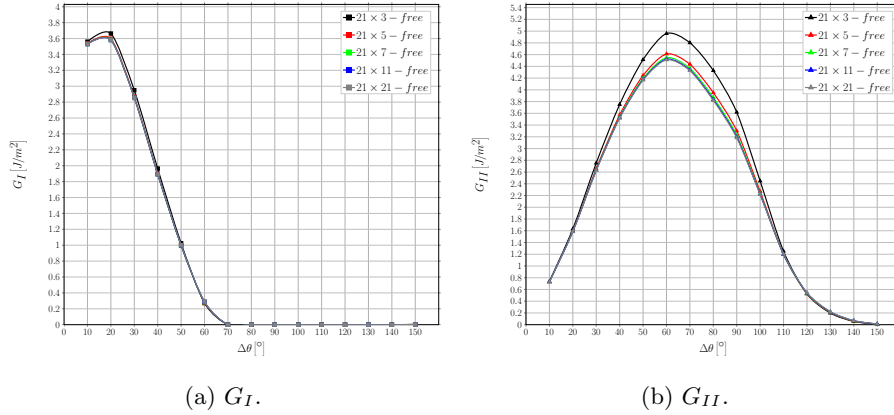 4
3.8
3.6
3.4
3.2
3
2.8
2.6
2.4
2.2
2
1.8
1.6
1.4
1.2
1
0.8
0.6
0.4
0.2
0
G_I [J/m²]
21 × 3 − free
21 × 5 − free
21 × 7 − free
21 × 11 − free
21 × 21 − free
0 10 20 30 40 50 60 70 80 90 100 110 120 130 140 150
Δθ [°]
(a) G_I.
5.4
5.2
5
4.8
4.6
4.4
4.2
4
3.8
3.6
3.4
3.2
3
2.8
2.6
2.4
2.2
2
1.8
1.6
1.4
1.2
1
0.8
0.6
0.4
0.2
0
G_II [J/m²]
21 × 3 − free
21 × 5 − free
21 × 7 − free
21 × 11 − free
21 × 21 − free
0 10 20 30 40 50 60 70 80 90 100 110 120 130 140 150
Δθ [°]
(b) G_II.